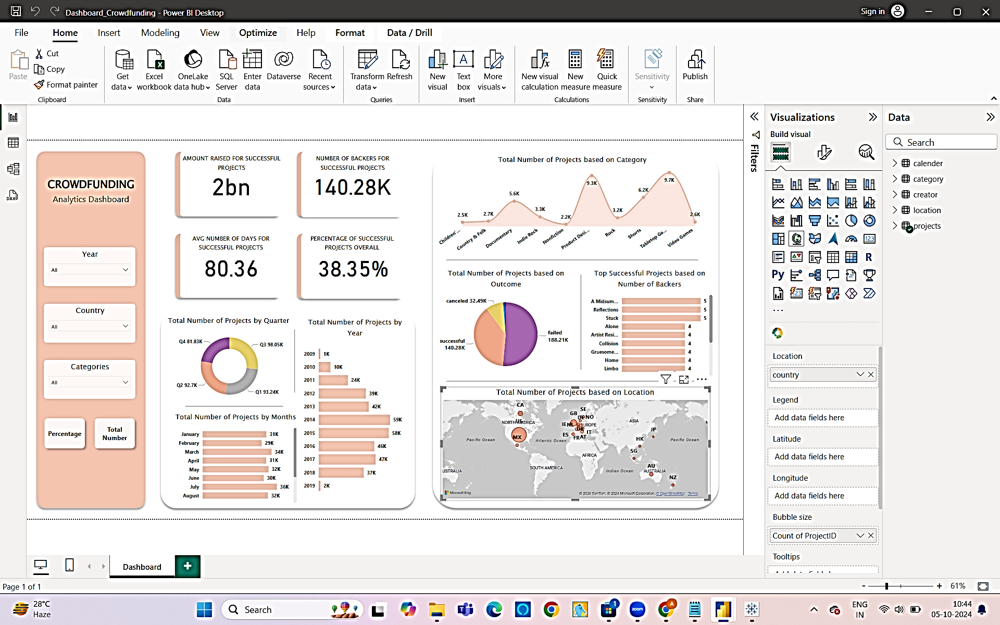 Dashboard_Crowdfunding - Power BI Desktop
Sign in
File Home Insert Modeling View Optimize Help Format Data / Drill
Paste
Cut
Copy
Format painter
Clipboard
Get data
Excel workbook
OneLake data hub
SQL Server
Enter data
Dataverse
Recent sources
Data
Transform data
Refresh
Queries
New visual
Text box
More visuals
Insert
New visual calculation
New measure
Quick measure
Calculations
Sensitivity
Sensitivity
Publish
Share
CROWDFUNDING
Analytics Dashboard
Year
All
Country
All
Categories
All
Percentage
Total Number
AMOUNT RAISED FOR SUCCESSFUL
PROJECTS
2bn
NUMBER OF BACKERS FOR
SUCCESSFUL PROJECTS
140.28K
AVG NUMBER OF DAYS FOR
SUCCESSFUL PROJECTS
80.36
PERCENTAGE OF SUCCESSFUL
PROJECTS OVERALL
38.35%
Total Number of Projects by Quarter
Q4 81.83K
Q3 98.05K
Q2 92.7K
Q1 93.24K
Total Number of Projects by Months
January 31K
February 29K
March 34K
April 31K
May 32K
June 30K
July 36K
August 32K
Total Number of Projects by
Year
2009 1K
2010 10K
2011 24K
2012 39K
2013 42K
2014 59K
2015 58K
2016 46K
2017 47K
2018 37K
2019 2K
Total Number of Projects based on Category
2.5K 2.7K 5.6K 3.3K 2.2K 9.3K 3.2K 6.2K 9.7K 2.6K
Children'... Country & Folk Documentary Indie Rock Nonfiction Product Desi... Rock Shorts Tabletop Ga... Video Games
Total Number of Projects based on
Outcome
canceled 32.49K
successful
140.28K
failed
188.21K
Top Successful Projects based on
Number of Backers
A Midsum... 5
Reflections 5
Stuck 5
Alone 4
Artist Resi... 4
Collision 4
Gruesome... 4
Home 4
Limbo 4
Total Number of Projects based on Location
CA
NORTH AMERICA
US
MX
SE
GB
DE
NO
IE
NL
EUROPE
DK
ES
FR
AT
IT
ASIA
JP
HK
SG
AU
AUSTRALIA
NZ
AFRICA
SOUTH AMERICA
USTRALIA
Pacific Ocean
Atlantic Ocean
Indian Ocean
Pacific Ocean
N
Microsoft Bing
© 2024 TomTom, © 2024 Microsoft Corporation, © OpenStreetMap Terms
Filters
Visualizations
Build visual
123
R
Py
123
...
Location
country
Legend
Add data fields here
Latitude
Add data fields here
Longitude
Add data fields here
Bubble size
Count of ProjectID
Tooltips
Data
Search
calender
category
creator
location
projects
DAX
Dashboard
Page 1 of 1
- + 61%
28°C
Haze
Search
1
zoom
A
ENG
IN
10:44
05-10-2024